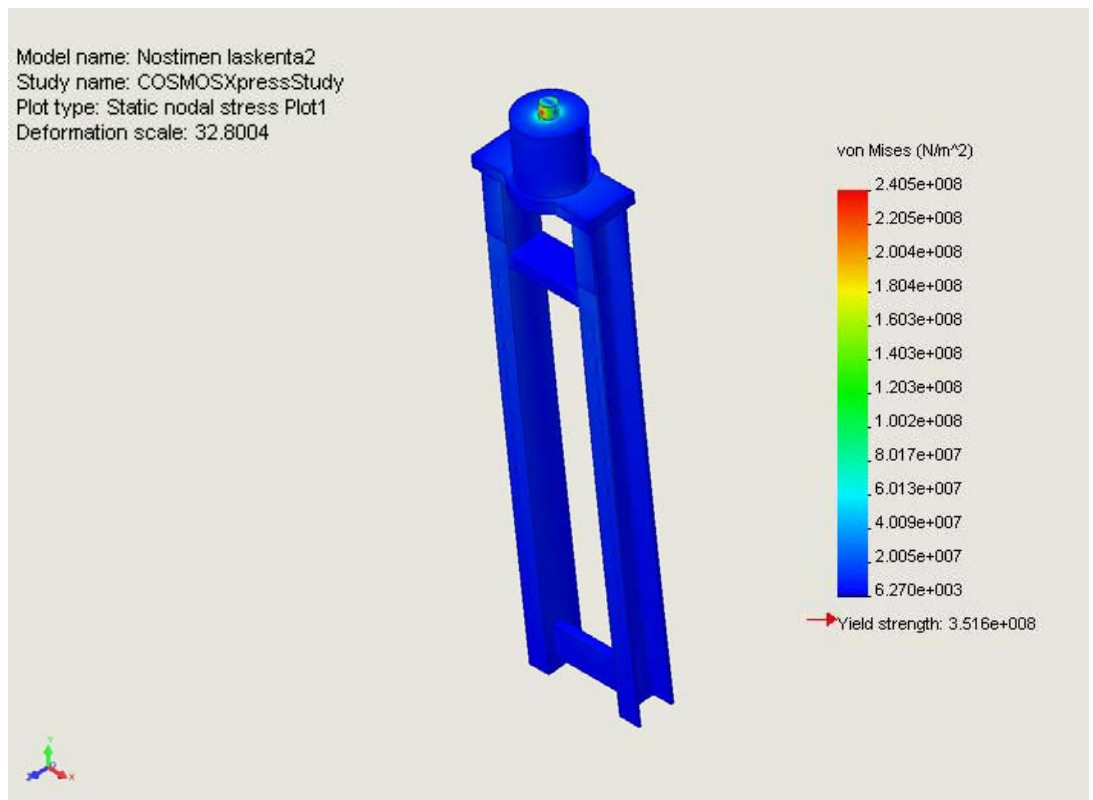 Model name: Nostimen laskenta2
Study name: COSMOSXpressStudy
Plot type: Static nodal stress Plot1
Deformation scale: 32.8004
von Mises (N/m^2)
2.405e+008
2.205e+008
2.004e+008
1.804e+008
1.603e+008
1.403e+008
1.203e+008
1.002e+008
8.017e+007
6.013e+007
4.009e+007
2.005e+007
6.270e+003
Yield strength: 3.516e+008
Y
Z
X